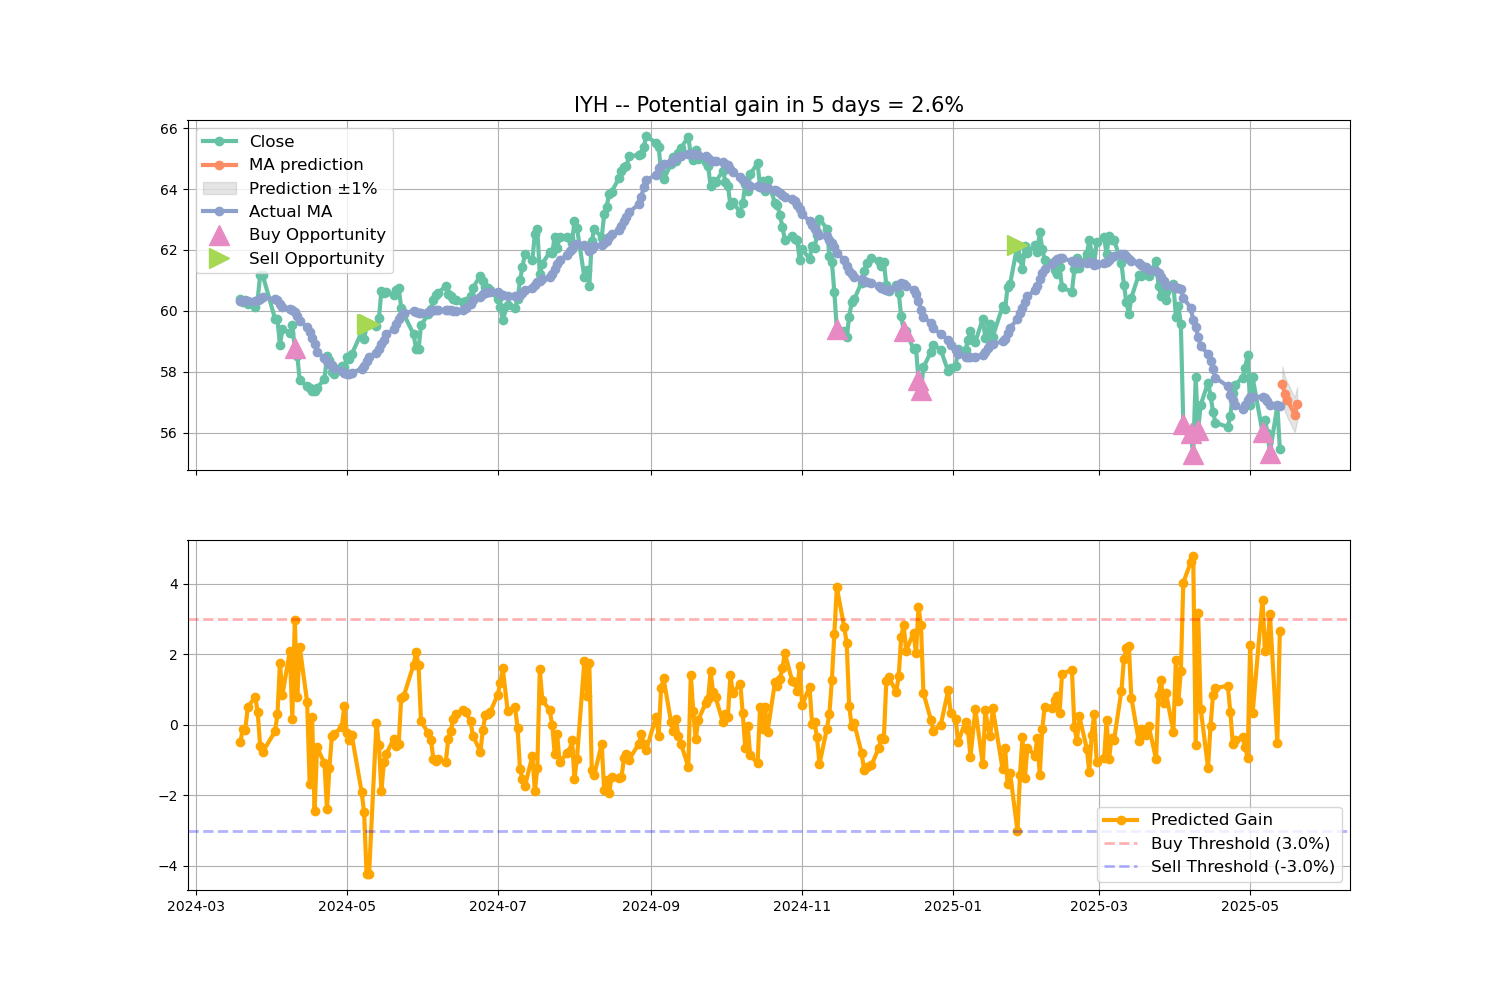 IYH -- Potential gain in 5 days = 2.6%
66
64
62
60
58
56
Close
MA prediction
Prediction ±1%
Actual MA
Buy Opportunity
Sell Opportunity
4
2
0
−2
−4
Predicted Gain
Buy Threshold (3.0%)
Sell Threshold (-3.0%)
2024-03 2024-05 2024-07 2024-09 2024-11 2025-01 2025-03 2025-05